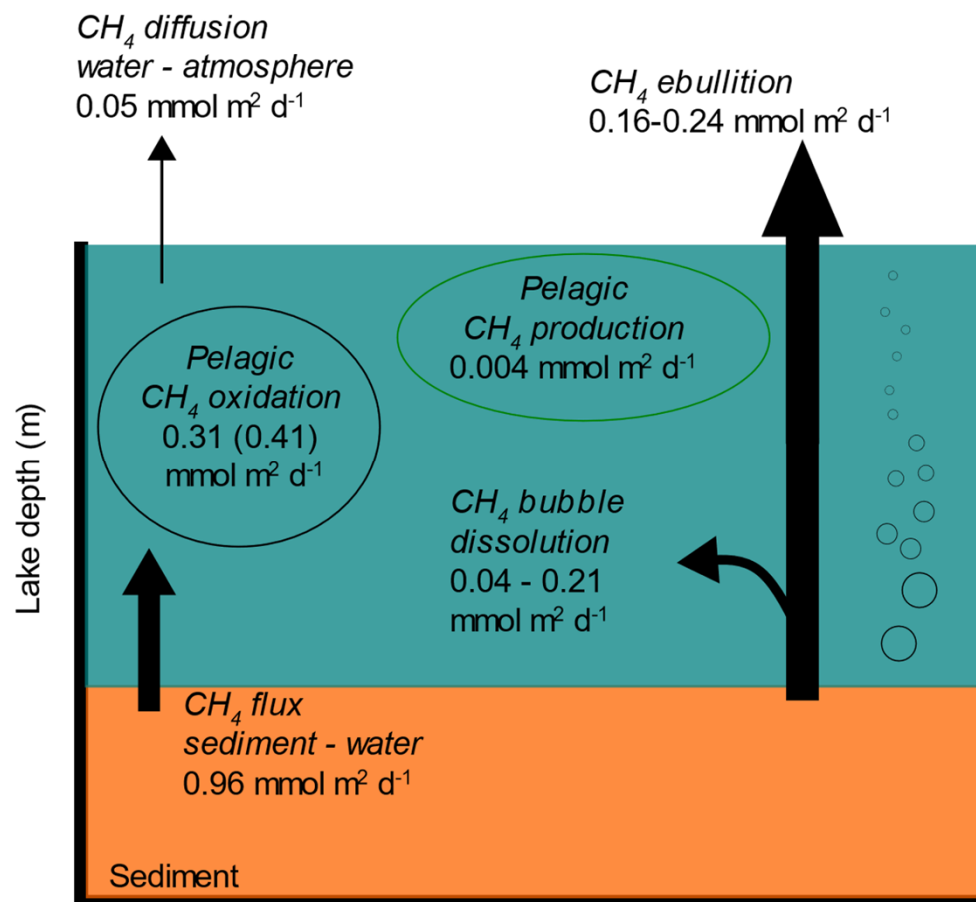 CH₄ diffusion
water - atmosphere
0.05 mmol m² d⁻¹
CH₄ ebullition
0.16-0.24 mmol m² d⁻¹
Pelagic
CH₄ production
0.004 mmol m² d⁻¹
Pelagic
CH₄ oxidation
0.31 (0.41)
mmol m² d⁻¹
CH₄ bubble
dissolution
0.04 - 0.21
mmol m² d⁻¹
Lake depth (m)
CH₄ flux
sediment - water
0.96 mmol m² d⁻¹
Sediment